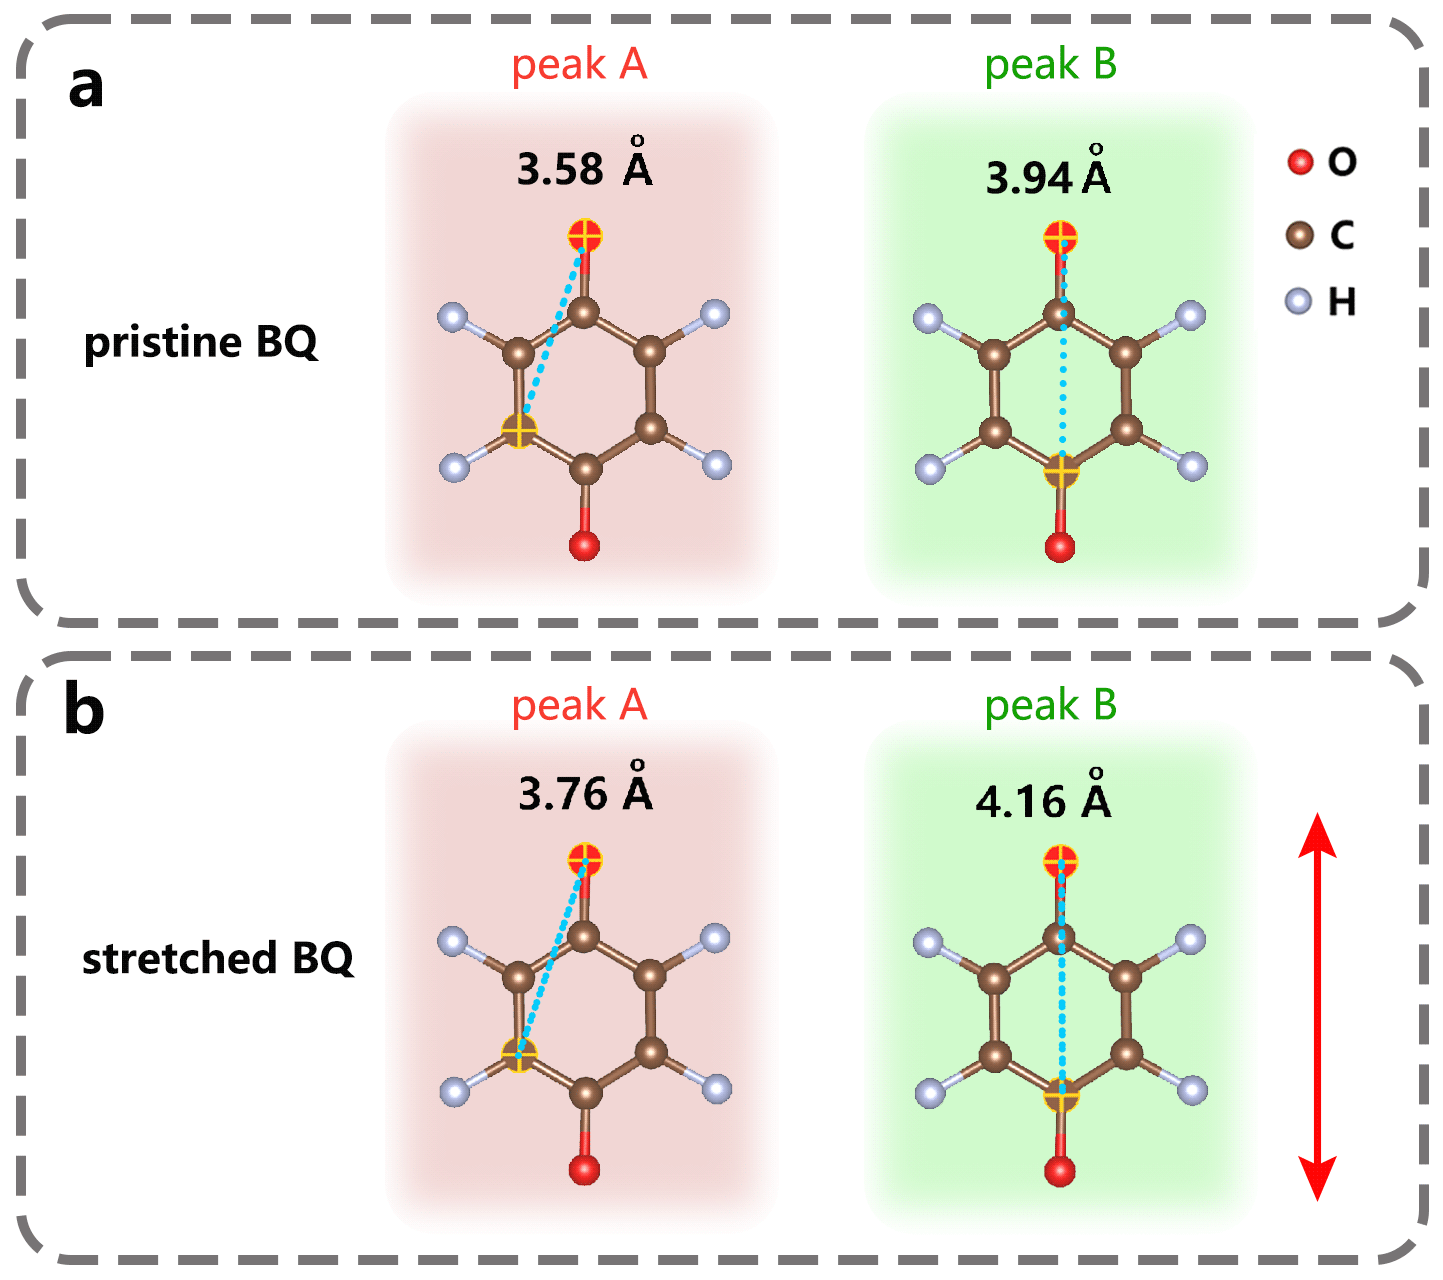 a
peak A
peak B
3.58 Å
3.94 Å
O
C
H
pristine BQ
b
peak A
peak B
3.76 Å
4.16 Å
stretched BQ